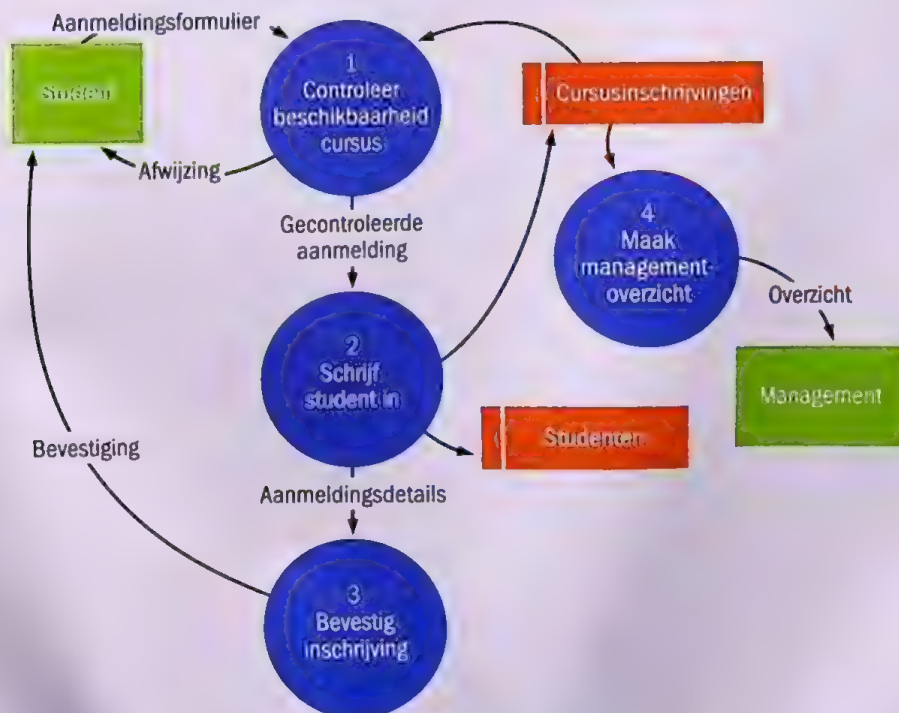 Aanmeldingsformulier
Student
1
Controleer
beschikbaarheid
cursus
Cursusinschrijvingen
Afwijzing
Gecontroleerde
aanmelding
4
Maak
management-
overzicht
Overzicht
2
Schrijf
student in
Management
Studenten
Bevestiging
Aanmeldingsdetails
3
Bevestig
inschrijving